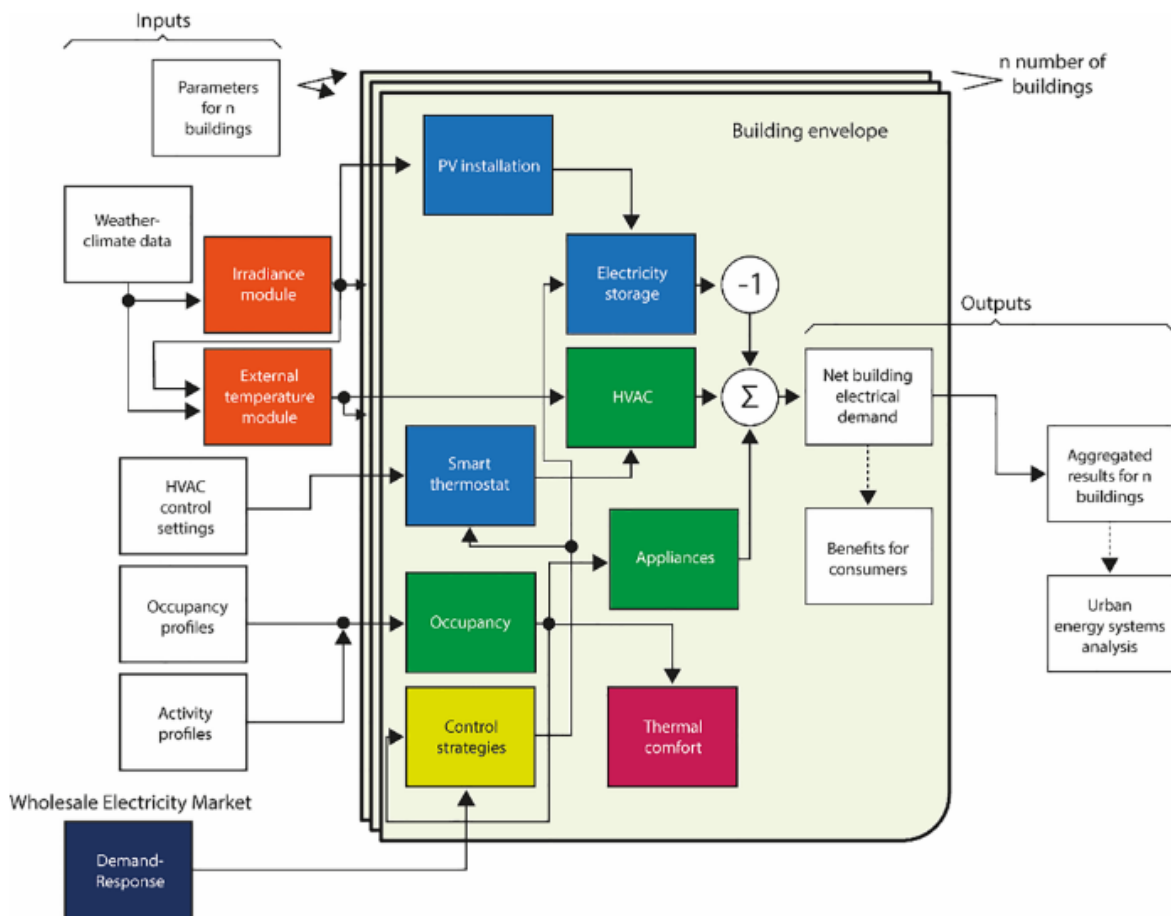 Inputs
Parameters
for n
buildings
n number of
buildings
Building envelope
PV installation
Weather-
climate data
Irradiance
module
Electricity
storage
-1
Outputs
External
temperature
module
HVAC
Σ
Net building
electrical
demand
HVAC
control
settings
Smart
thermostat
Aggregated
results for n
buildings
Appliances
Benefits for
consumers
Occupancy
profiles
Occupancy
Urban
energy systems
analysis
Activity
profiles
Control
strategies
Thermal
comfort
Wholesale Electricity Market
Demand-
Response